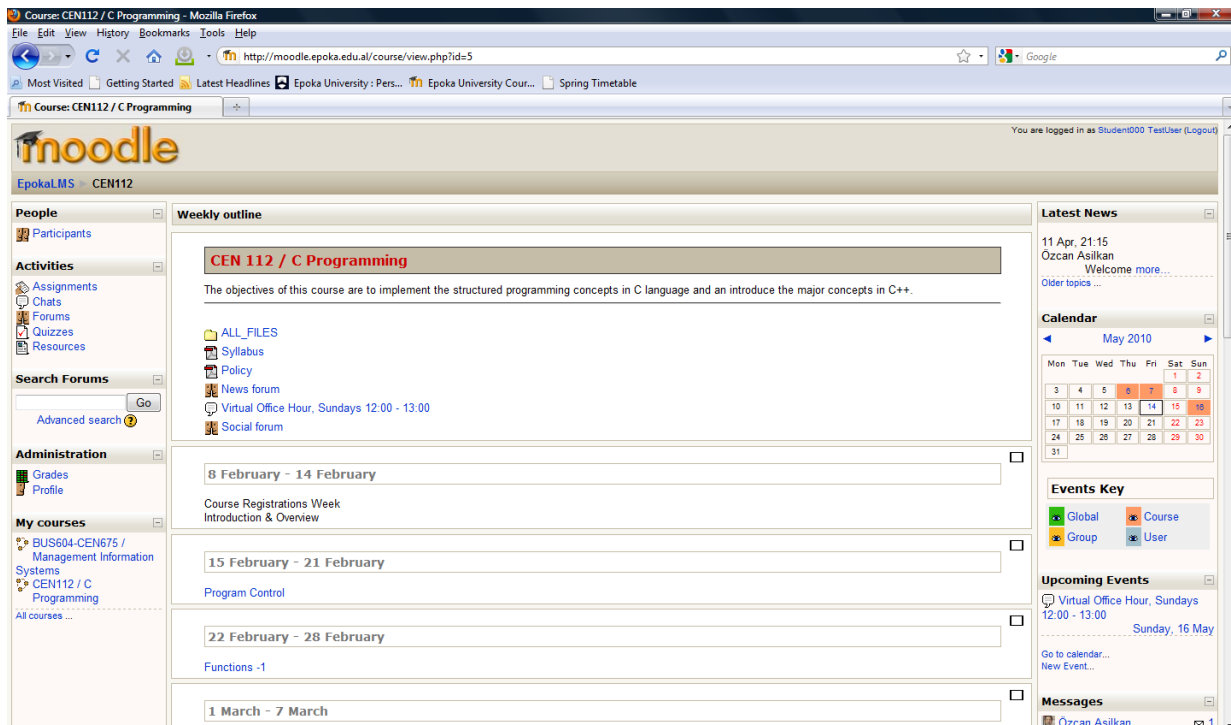 Course: CEN112 / C Programming - Mozilla Firefox
File Edit View History Bookmarks Tools Help
http://moodle.epoka.edu.al/course/view.php?id=5
Google
Most Visited Getting Started Latest Headlines Epoka University : Pers... Epoka University Cour... Spring Timetable
Course: CEN112 / C Programming
moodle
You are logged in as Student000 TestUser (Logout)
EpokaLMS CEN112
People
Participants
Activities
Assignments
Chats
Forums
Quizzes
Resources
Search Forums
Go
Advanced search ?
Administration
Grades
Profile
My courses
BUS604-CEN675 /
Management Information
Systems
CEN112 / C
Programming
All courses ...
Weekly outline
CEN 112 / C Programming
The objectives of this course are to implement the structured programming concepts in C language and an introduce the major concepts in C++.
ALL_FILES
Syllabus
Policy
News forum
Virtual Office Hour, Sundays 12:00 - 13:00
Social forum
8 February - 14 February
Course Registrations Week
Introduction & Overview
15 February - 21 February
Program Control
22 February - 28 February
Functions -1
1 March - 7 March
Latest News
11 Apr, 21:15
Özcan Asilkan
Welcome more...
Older topics ...
Calendar
◄ May 2010 ►
Mon Tue Wed Thu Fri Sat Sun
1 2
3 4 5 6 7 8 9
10 11 12 13 14 15 16
17 18 19 20 21 22 23
24 25 26 27 28 29 30
31
Events Key
Global Course
Group User
Upcoming Events
Virtual Office Hour, Sundays
12:00 - 13:00
Sunday, 16 May
Go to calendar...
New Event...
Messages
Özcan Asilkan 1